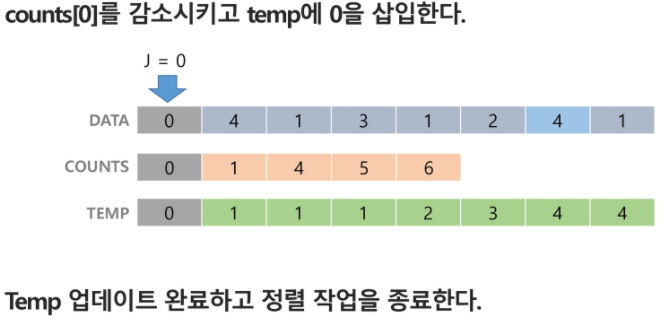 counts[0]를 감소시키고 temp에 0을 삽입한다.
J = 0
DATA 0 4 1 3 1 2 4 1
COUNTS 0 1 4 5 6
TEMP 0 1 1 1 2 3 4 4
Temp 업데이트 완료하고 정렬 작업을 종료한다.